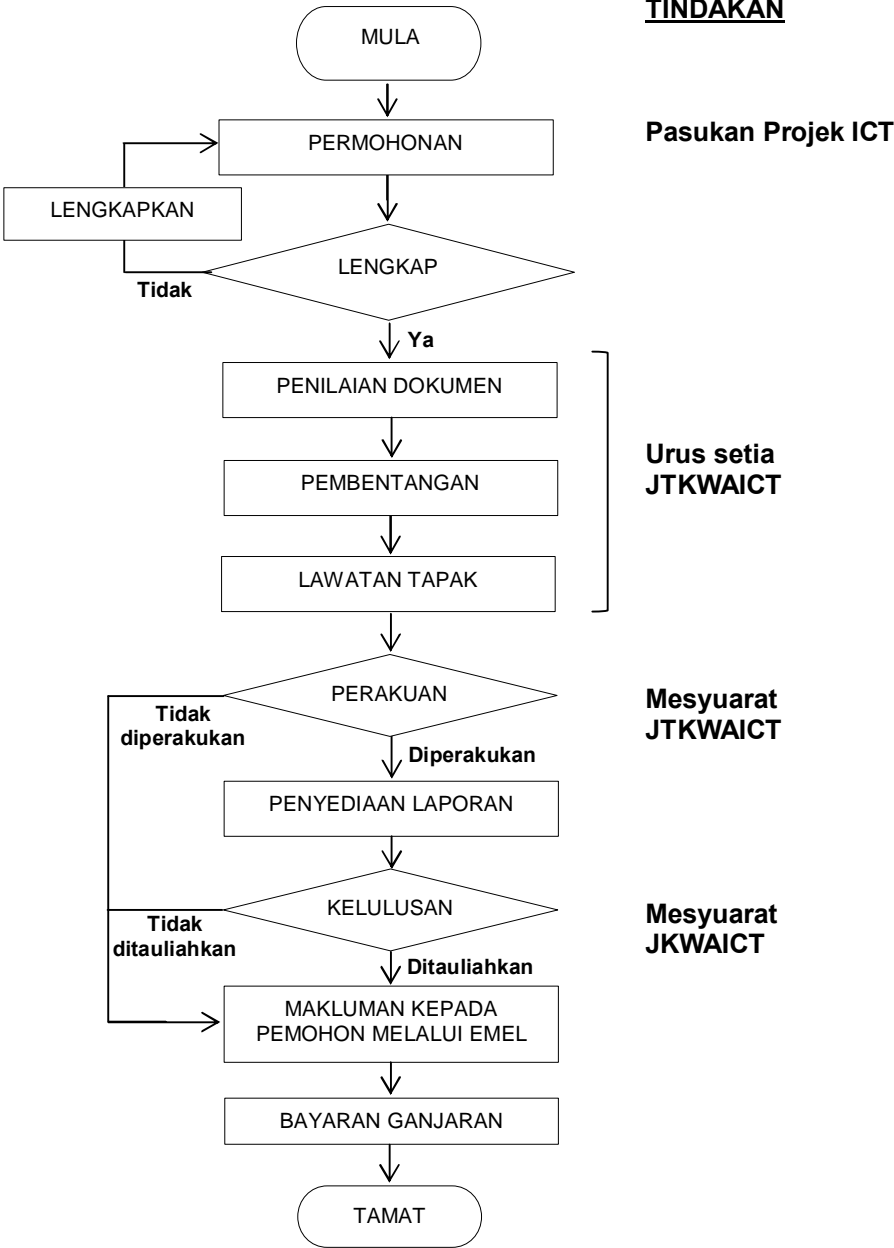 TINDAKAN
MULA
PERMOHONAN
Pasukan Projek ICT
LENGKAPKAN
LENGKAP
Tidak
Ya
PENILAIAN DOKUMEN
PEMBENTANGAN
Urus setia
JTKWAICT
LAWATAN TAPAK
PERAKUAN
Mesyuarat
JTKWAICT
Tidak
diperakukan
Diperakukan
PENYEDIAAN LAPORAN
KELULUSAN
Mesyuarat
JKWAICT
Tidak
ditauliahkan
Ditauliahkan
MAKLUMAN KEPADA
PEMOHON MELALUI EMEL
BAYARAN GANJARAN
TAMAT